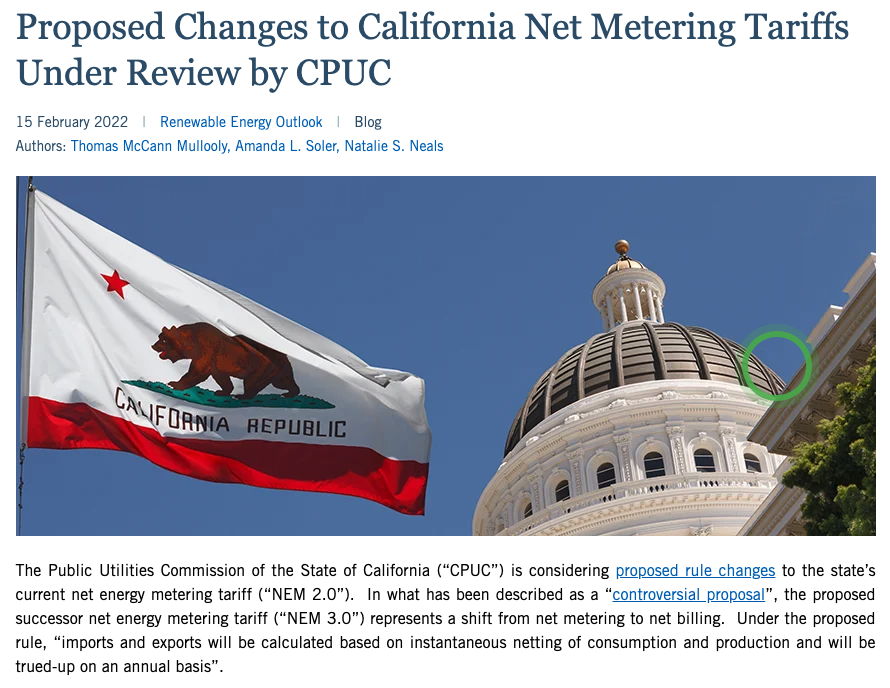 Proposed Changes to California Net Metering Tariffs
Under Review by CPUC
15 February 2022 | Renewable Energy Outlook | Blog
Authors: Thomas McCann Mullooly, Amanda L. Soler, Natalie S. Neals
CALIFORNIA REPUBLIC
The Public Utilities Commission of the State of California (“CPUC”) is considering proposed rule changes to the state’s
current net energy metering tariff (“NEM 2.0”).  In what has been described as a “controversial proposal”, the proposed
successor net energy metering tariff (“NEM 3.0”) represents a shift from net metering to net billing.  Under the proposed
rule, “imports and exports will be calculated based on instantaneous netting of consumption and production and will be
trued-up on an annual basis”.